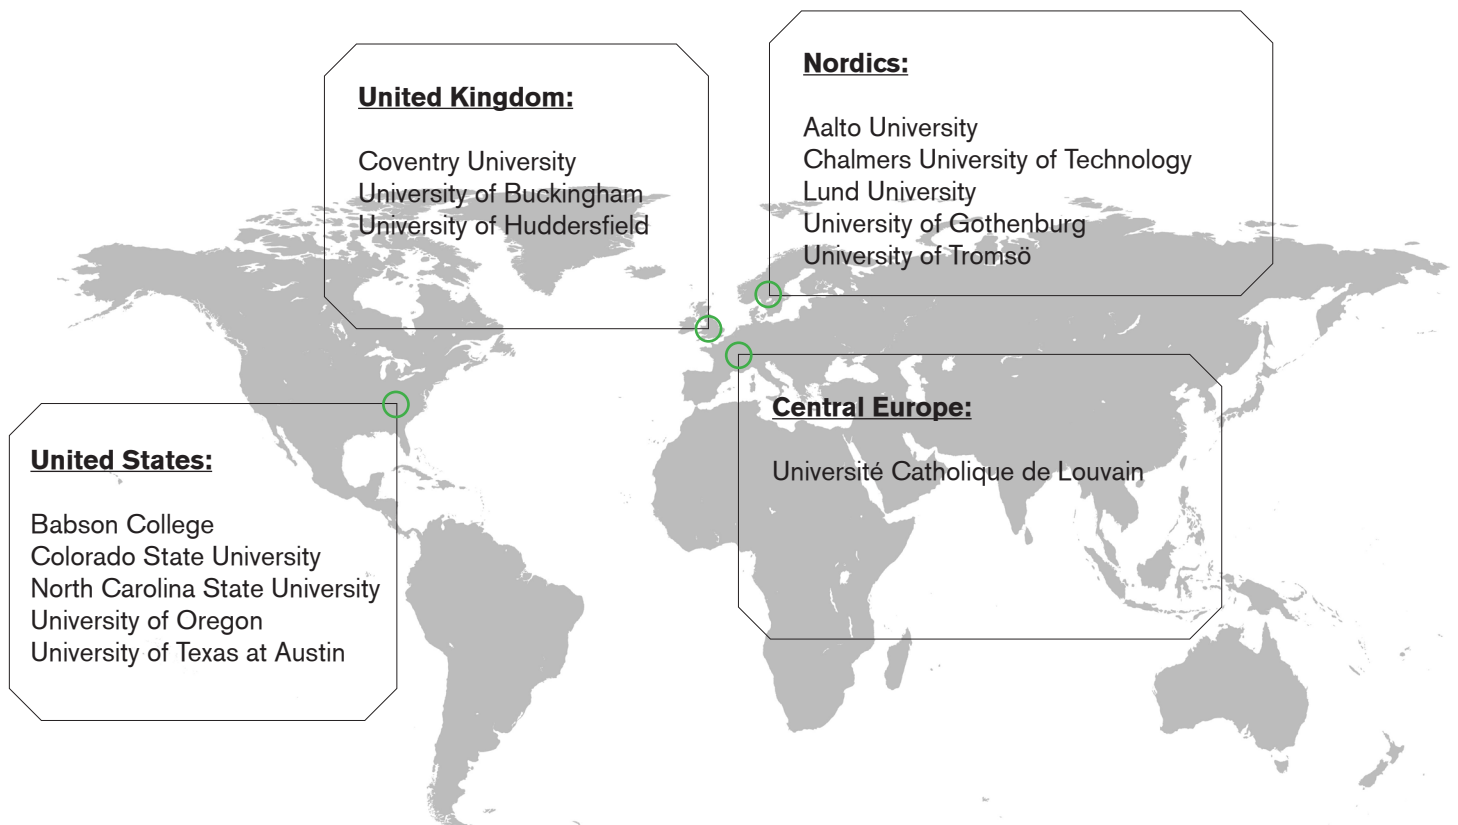 United Kingdom:
Coventry University
University of Buckingham
University of Huddersfield
Nordics:
Aalto University
Chalmers University of Technology
Lund University
University of Gothenburg
University of Tromsö
United States:
Babson College
Colorado State University
North Carolina State University
University of Oregon
University of Texas at Austin
Central Europe:
Université Catholique de Louvain